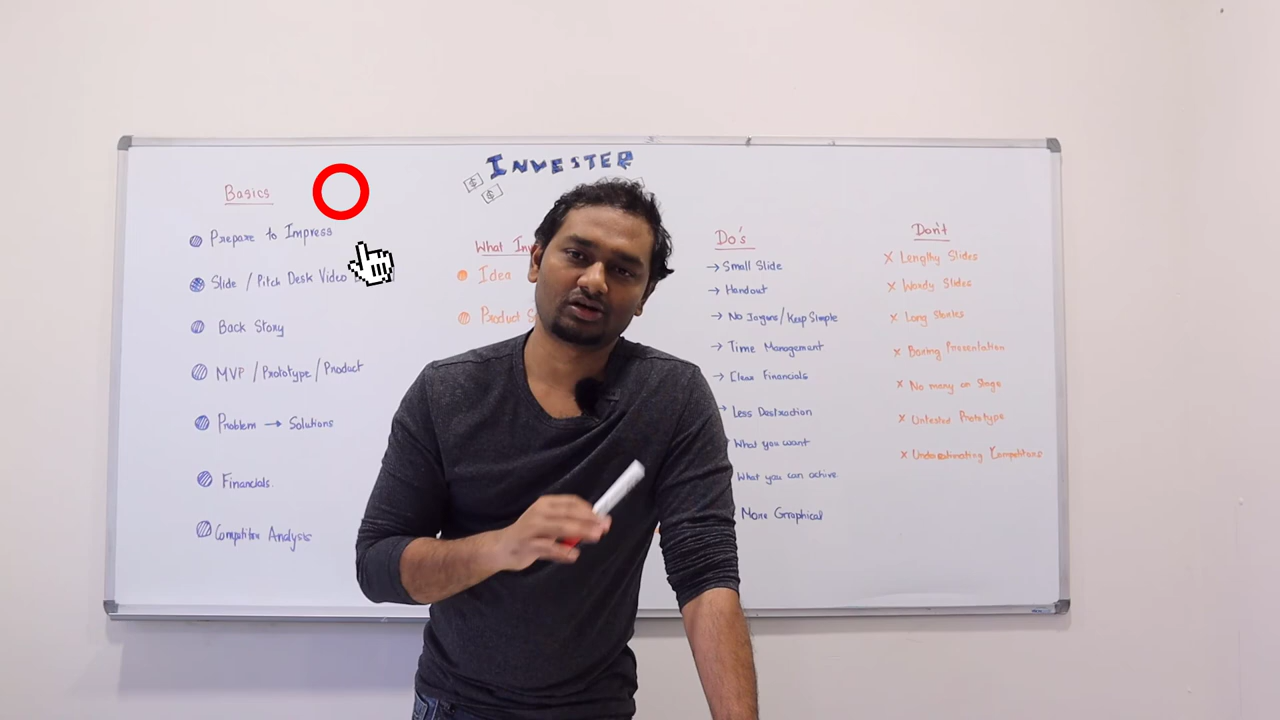 INVESTER
Basics
Prepare to Impress
Slide / Pitch Desk Video
Back Story
MVP / Prototype / Product
Problem → Solutions
Financials.
Competitive Analysis
What
Idea
Product
Do's
→ Small Slide
→ Handout
→ No Jargons/Keep Simple
→ Time Management
→ Clear Financials
→ Less Destraction
What you want
What you can achive.
More Graphical
Don't
X Lengthy Slides
X Wordy Slides
X Long Stories
X Boring Presentation
X No many on Stage
X Untested Prototype
X Underestimating Competitors